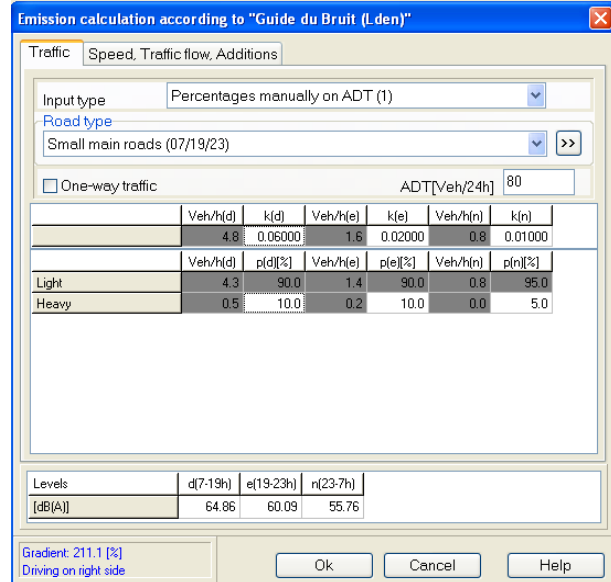 Emission calculation according to "Guide du Bruit (Lden)"
Traffic Speed, Traffic flow, Additions
Input type Percentages manually on ADT (1)
Road type
Small main roads (07/19/23) >>
One-way traffic ADT[Veh/24h] 80
Veh/h(d) k(d) Veh/h(e) k(e) Veh/h(n) k(n)
4.8 0.06000 1.6 0.02000 0.8 0.01000
Veh/h(d) p(d)[%] Veh/h(e) p(e)[%] Veh/h(n) p(n)[%]
Light 4.3 90.0 1.4 90.0 0.8 95.0
Heavy 0.5 10.0 0.2 10.0 0.0 5.0
Levels d(7-19h) e(19-23h) n(23-7h)
[dB(A)] 64.86 60.09 55.76
Gradient: 211.1 [%]
Driving on right side
Ok Cancel Help